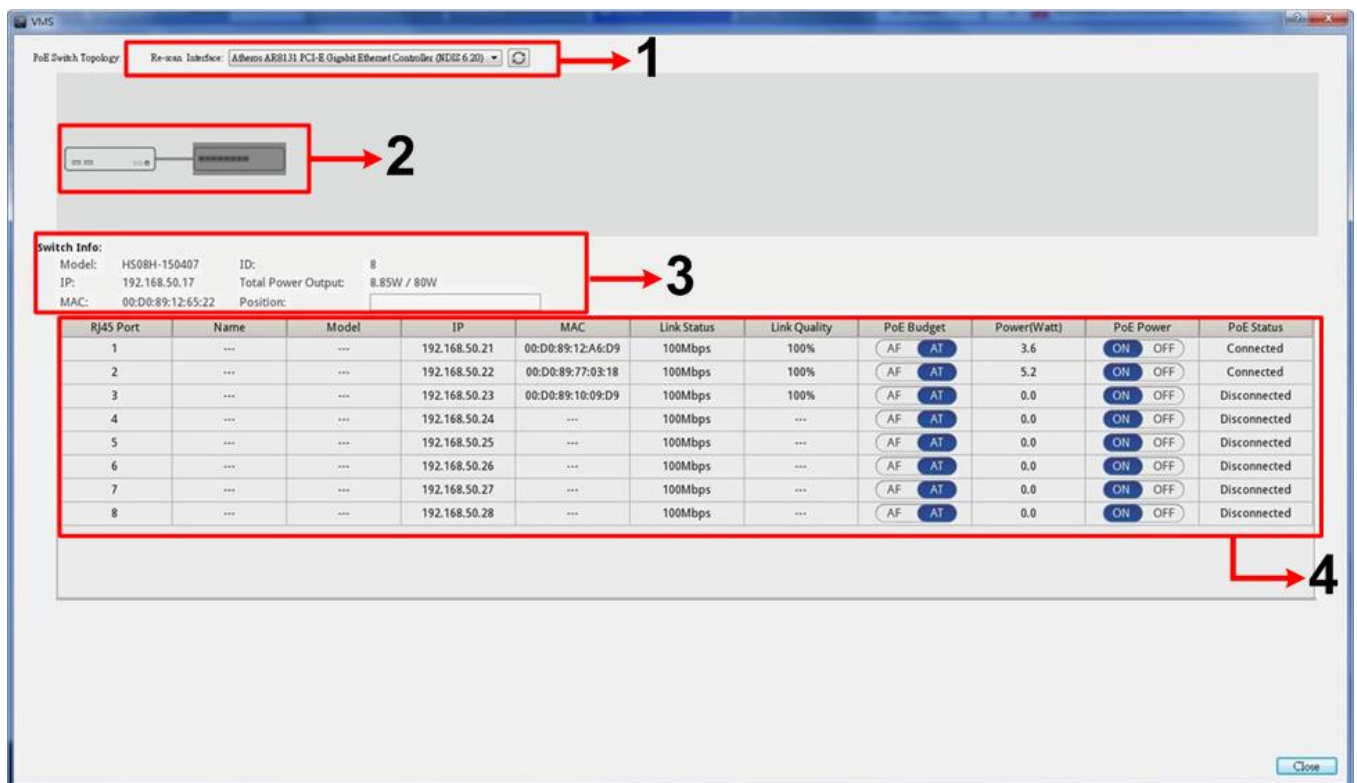 VMS
PoE Switch Topology: Re-scan Interface: Atheros AR8131 PCI-E Gigabit Ethernet Controller (NDIS 6.20) 1
2
Switch Info:
Model: HS08H-150407 ID: 8
IP: 192.168.50.17 Total Power Output: 8.85W / 80W
MAC: 00:D0:89:12:65:22 Position:
3
RJ45 Port Name Model IP MAC Link Status Link Quality PoE Budget Power(Watt) PoE Power PoE Status
1 --- --- 192.168.50.21 00:D0:89:12:A6:D9 100Mbps 100% AF AT 3.6 ON OFF Connected
2 --- --- 192.168.50.22 00:D0:89:77:03:18 100Mbps 100% AF AT 5.2 ON OFF Connected
3 --- --- 192.168.50.23 00:D0:89:10:09:D9 100Mbps 100% AF AT 0.0 ON OFF Disconnected
4 --- --- 192.168.50.24 --- 100Mbps --- AF AT 0.0 ON OFF Disconnected
5 --- --- 192.168.50.25 --- 100Mbps --- AF AT 0.0 ON OFF Disconnected
6 --- --- 192.168.50.26 --- 100Mbps --- AF AT 0.0 ON OFF Disconnected
7 --- --- 192.168.50.27 --- 100Mbps --- AF AT 0.0 ON OFF Disconnected
8 --- --- 192.168.50.28 --- 100Mbps --- AF AT 0.0 ON OFF Disconnected
4
Close